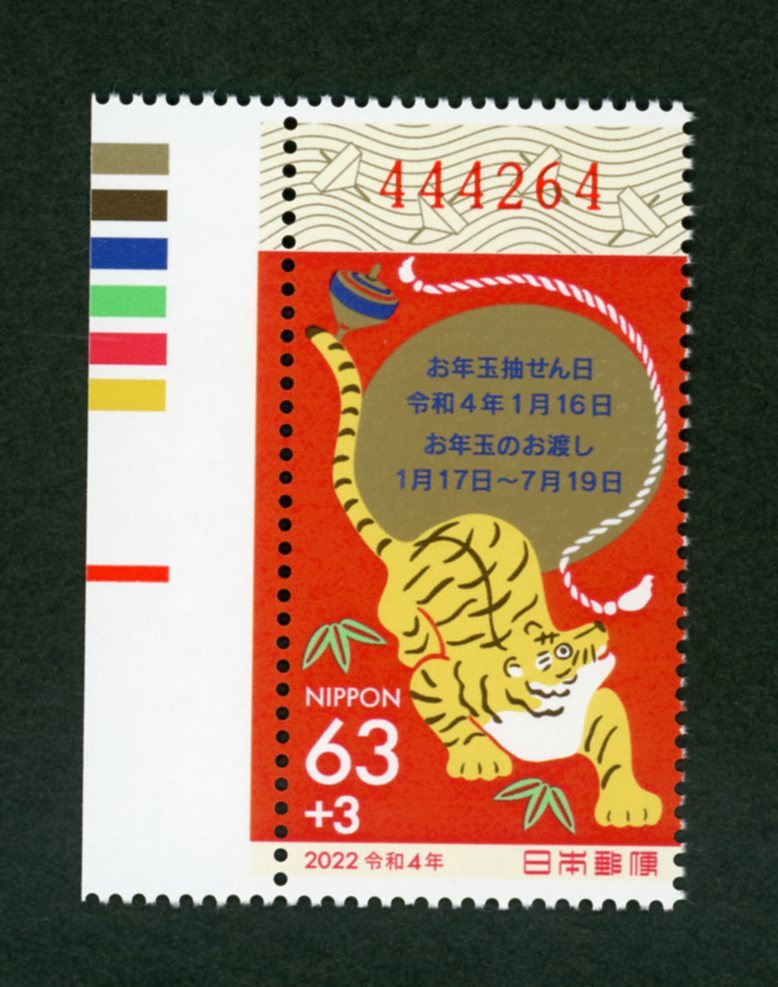 444264
お年玉抽せん日
令和4年1月16日
お年玉のお渡し
1月17日〜7月19日
NIPPON
63
+3
2022 令和4年
日本郵便